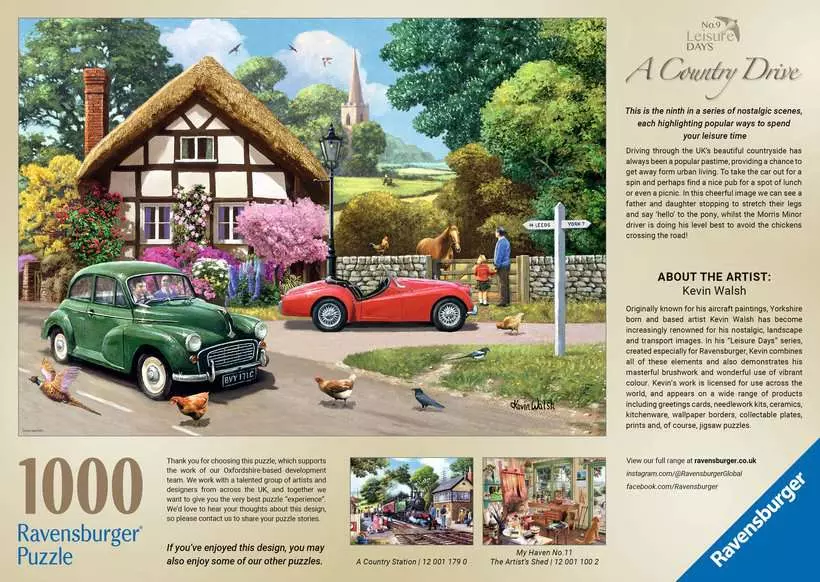 No.9
Leisure
DAYS
A Country Drive
This is the ninth in a series of nostalgic scenes,
each highlighting popular ways to spend
your leisure time
Driving through the UK's beautiful countryside has
always been a popular pastime, providing a chance to
get away form urban living. To take the car out for a
spin and perhaps find a nice pub for a spot of lunch
or even a picnic. In this cheerful image we can see a
father and daughter stopping to stretch their legs
and say 'hello' to the pony, whilst the Morris Minor
driver is doing his level best to avoid the chickens
crossing the road!
ABOUT THE ARTIST:
Kevin Walsh
Originally known for his aircraft paintings, Yorkshire
born and based artist Kevin Walsh has become
increasingly renowned for his nostalgic, landscape
and transport images. In his "Leisure Days" series,
created especially for Ravensburger, Kevin combines
all of these elements and also demonstrates his
masterful brushwork and wonderful use of vibrant
colour. Kevin's work is licensed for use across the
world, and appears on a wide range of products
including greetings cards, needlework kits, ceramics,
kitchenware, wallpaper borders, collectable plates,
prints and, of course, jigsaw puzzles.
View our full range at ravensburger.co.uk
instagram.com/@RavensburgerGlobal
facebook.com/Ravensburger
Ravensburger
LEEDS
YORK 7
BVY 171C
Kevin Walsh
1000
Ravensburger®
Puzzle
Thank you for choosing this puzzle, which supports
the work of our Oxfordshire-based development
team. We work with a talented group of artists and
designers from across the UK, and together we
want to give you the very best puzzle "experience".
We'd love to hear your thoughts about this design,
so please contact us to share your puzzle stories.
If you've enjoyed this design, you may
also enjoy some of our other puzzles.
A Country Station | 12 001 179 0
My Haven No.11
The Artist's Shed | 12 001 100 2